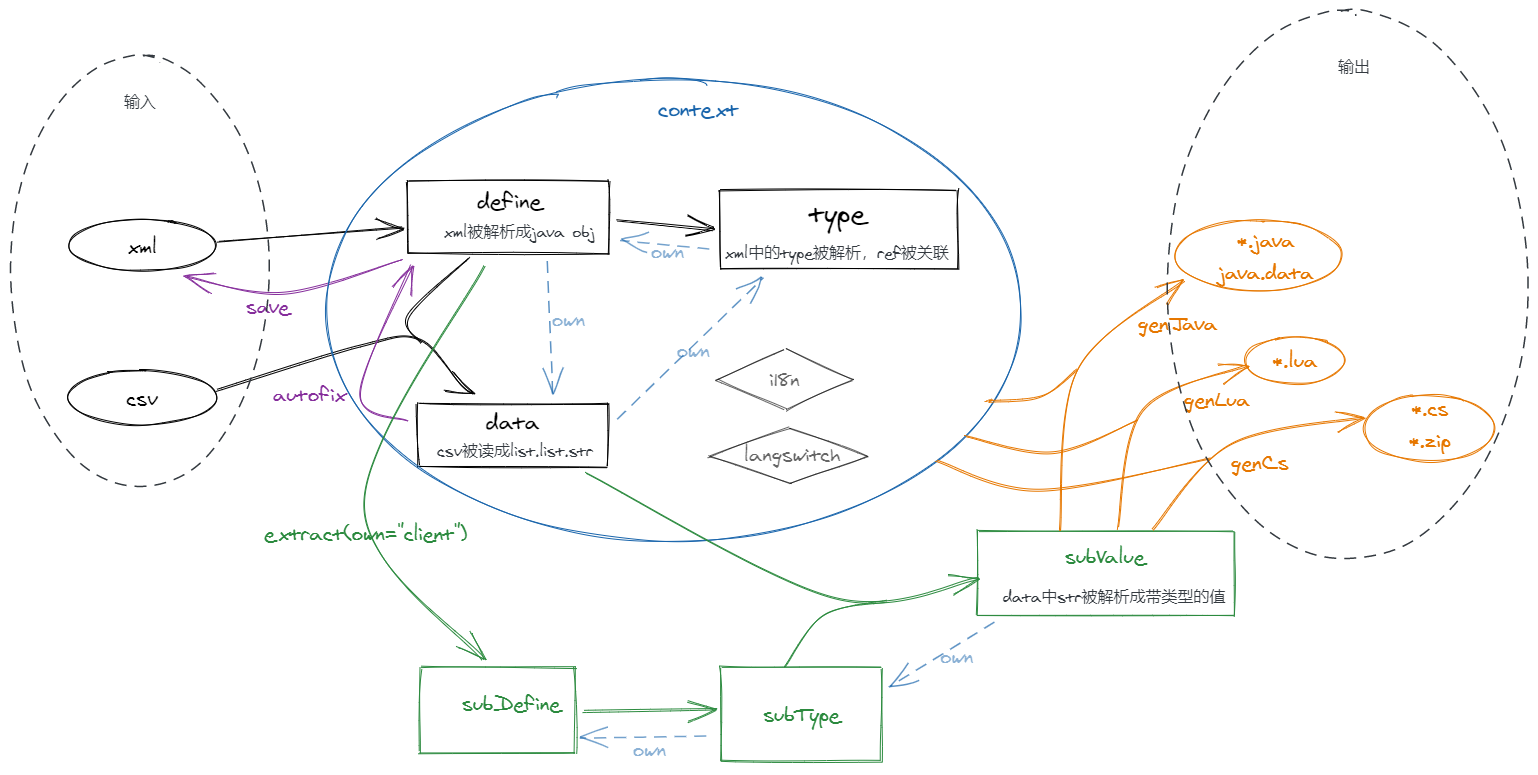 输入
输出
context
define
xml被解析成java obj
type
xml中的type被解析，ref被关联
xml
own
save
*.java
java.data
genJava
own
own
autofix
csv
data
csv被读成list.list.str
i18n
langswitch
*.lua
genLua
*.cs
*.zip
genCs
extract(own="client")
subValue
data中str被解析成带类型的值
own
subDefine
subType
own